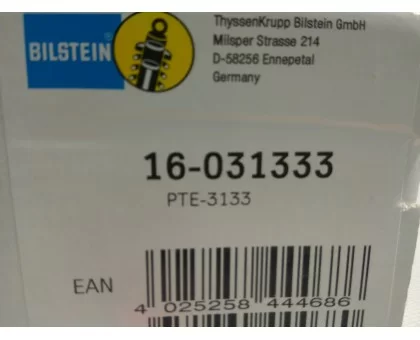 BILSTEIN
ThyssenKrupp Bilstein GmbH
Milsper Strasse 214
D-58256 Ennepetal
Germany
16-031333
PTE-3133
EAN
4 025258 444686